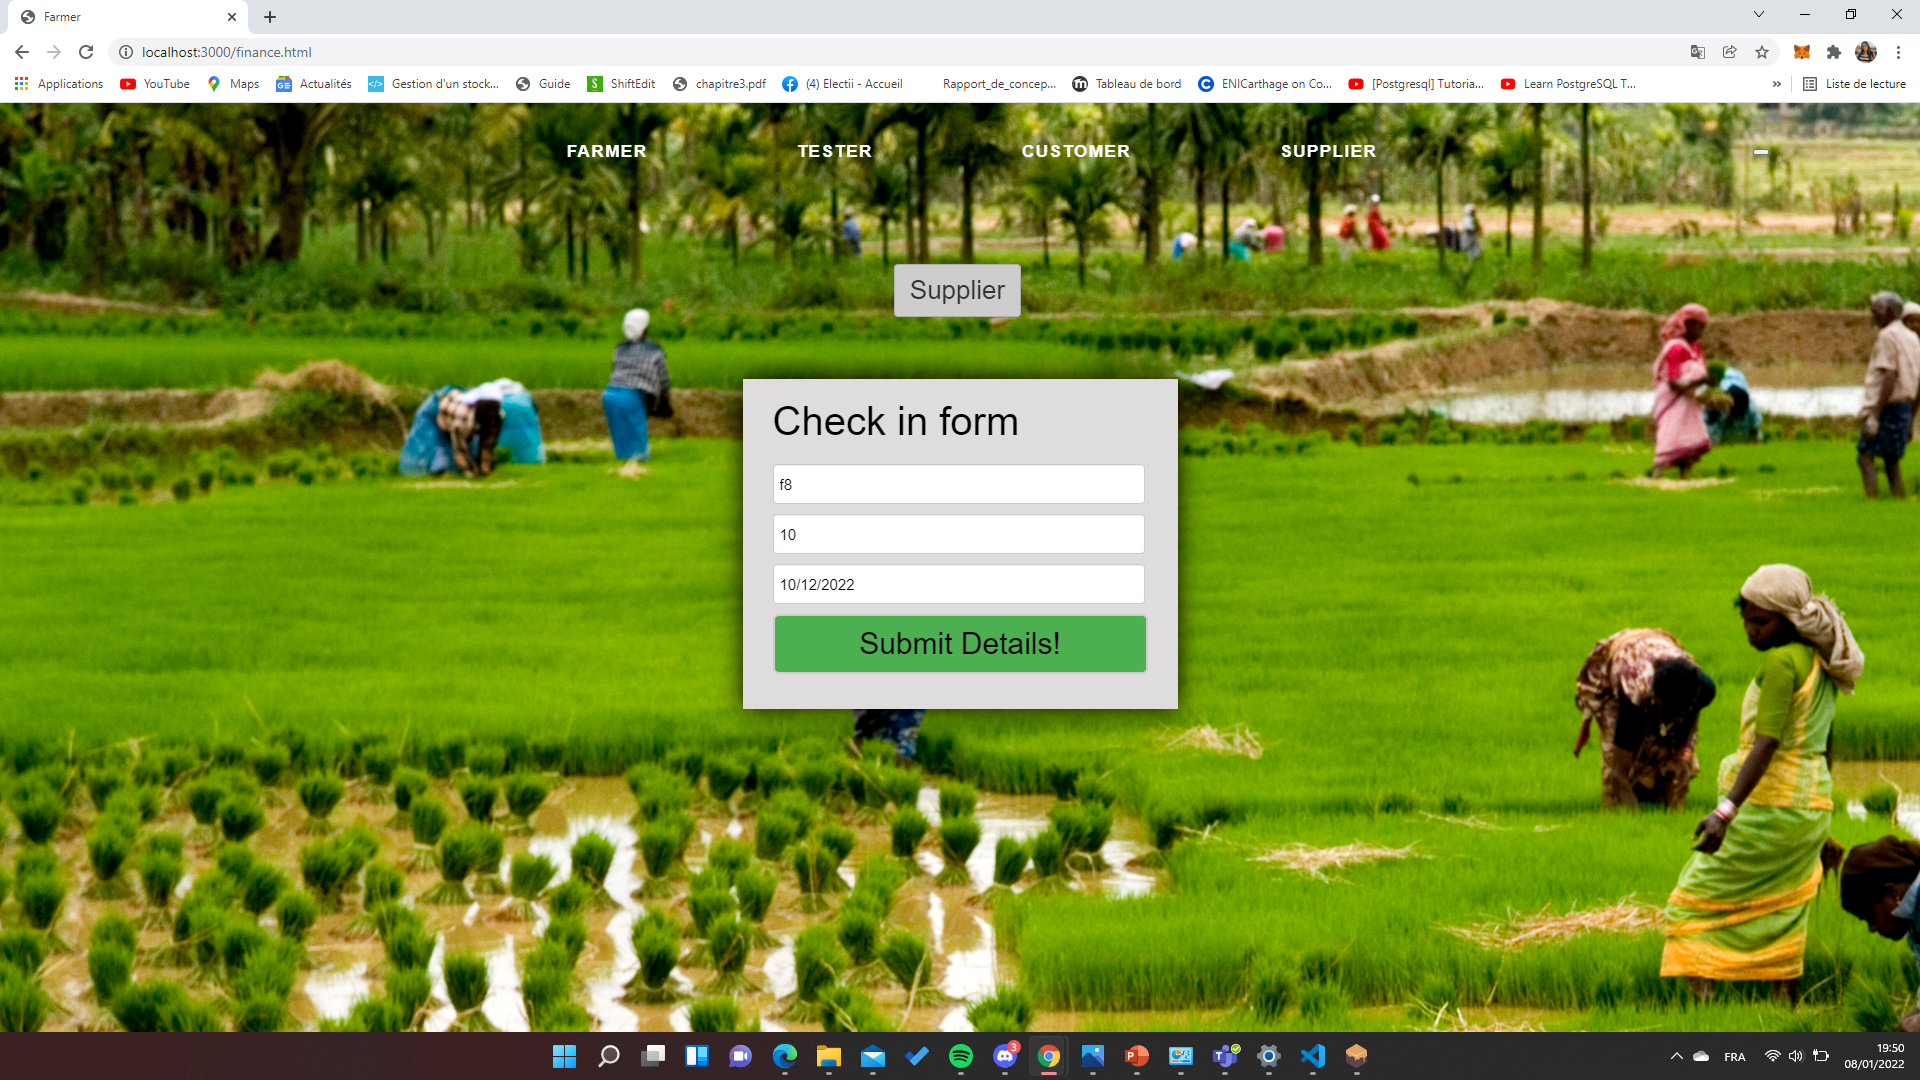 Farmer
localhost:3000/finance.html
Applications YouTube Maps Actualités Gestion d'un stock... Guide ShiftEdit chapitre3.pdf (4) Electii - Accueil Rapport_de_concep... Tableau de bord ENICarthage on Co... [Postgresql] Tutoria... Learn PostgreSQL T... » Liste de lecture
FARMER TESTER CUSTOMER SUPPLIER
Supplier
Check in form
f8
10
10/12/2022
Submit Details!
3
FRA
19:50
08/01/2022